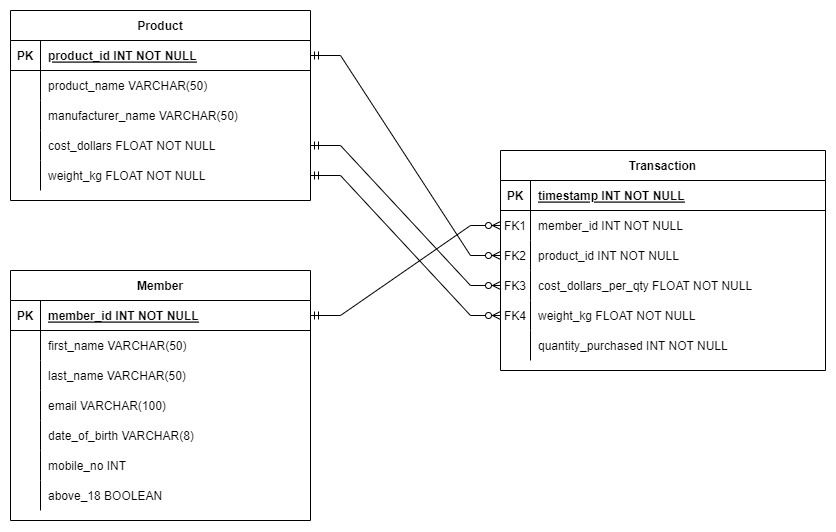 Product
PK product_id INT NOT NULL
product_name VARCHAR(50)
manufacturer_name VARCHAR(50)
cost_dollars FLOAT NOT NULL
weight_kg FLOAT NOT NULL
Member
PK member_id INT NOT NULL
first_name VARCHAR(50)
last_name VARCHAR(50)
email VARCHAR(100)
date_of_birth VARCHAR(8)
mobile_no INT
above_18 BOOLEAN
Transaction
PK timestamp INT NOT NULL
FK1 member_id INT NOT NULL
FK2 product_id INT NOT NULL
FK3 cost_dollars_per_qty FLOAT NOT NULL
FK4 weight_kg FLOAT NOT NULL
quantity_purchased INT NOT NULL